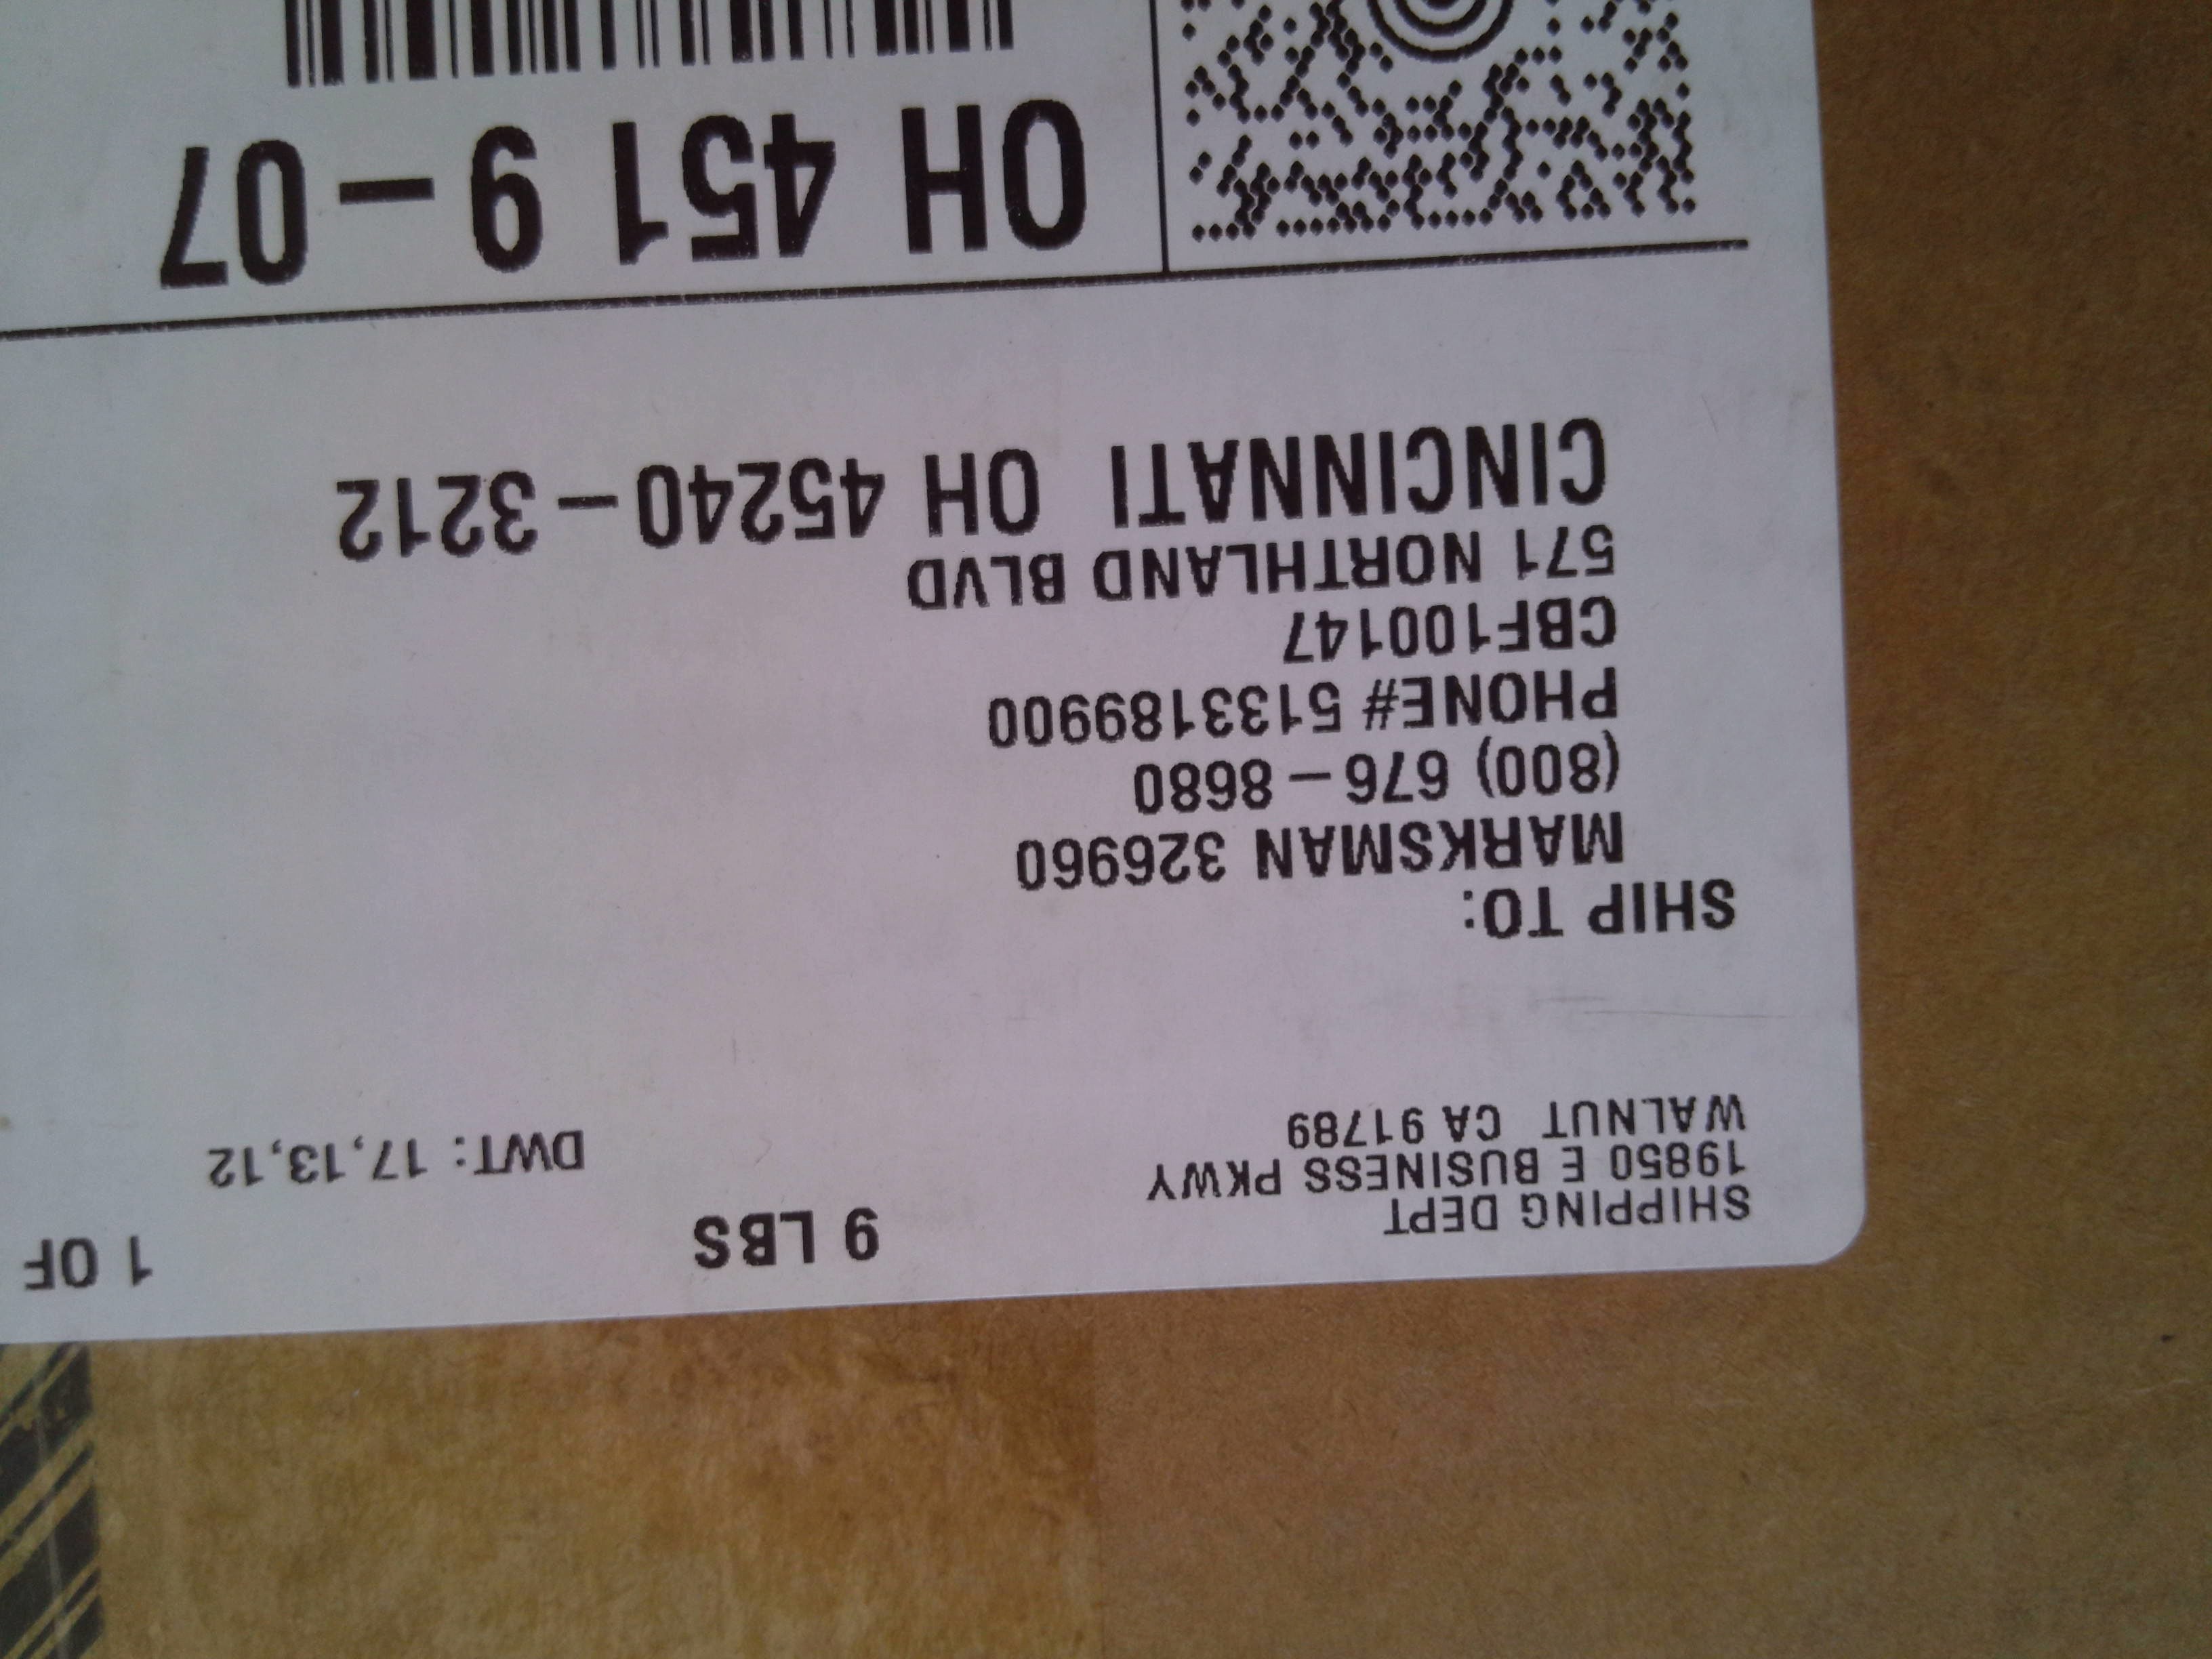 SHIPPING DEPT
19850 E BUSINESS PKWY
WALNUT CA 91789
9 LBS
1 OF
DWT: 17,13,12
SHIP TO:
MARKSMAN 326960
(800) 676-8680
PHONE# 5133189900
CBF100147
571 NORTHLAND BLVD
CINCINNATI OH 45240-3212
OH 451 9-07